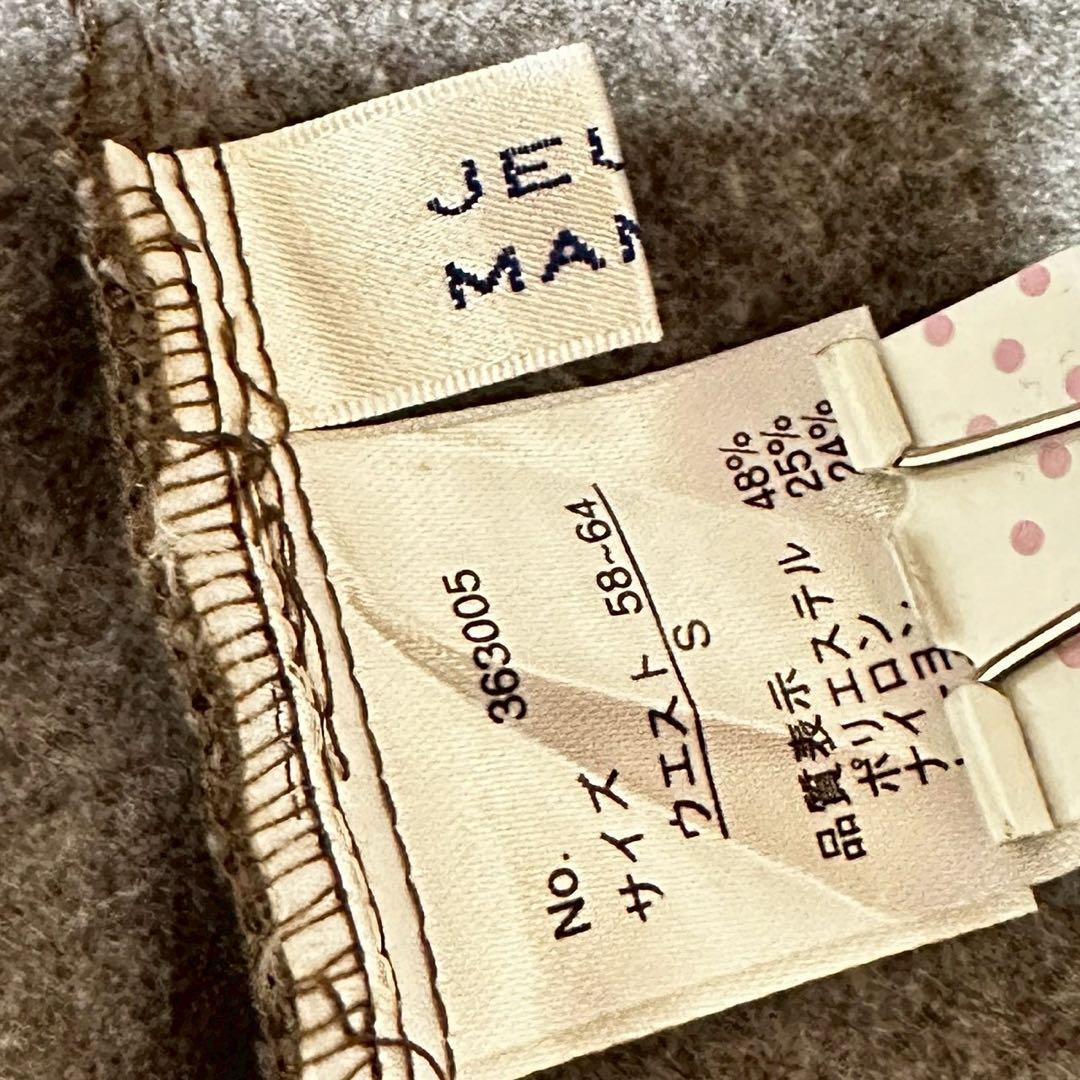 JE
MA
NO. 363005
サイズ
ウエスト 58~64
S
品質表示
ポリエステル 48%
ナイロン 25%
24%